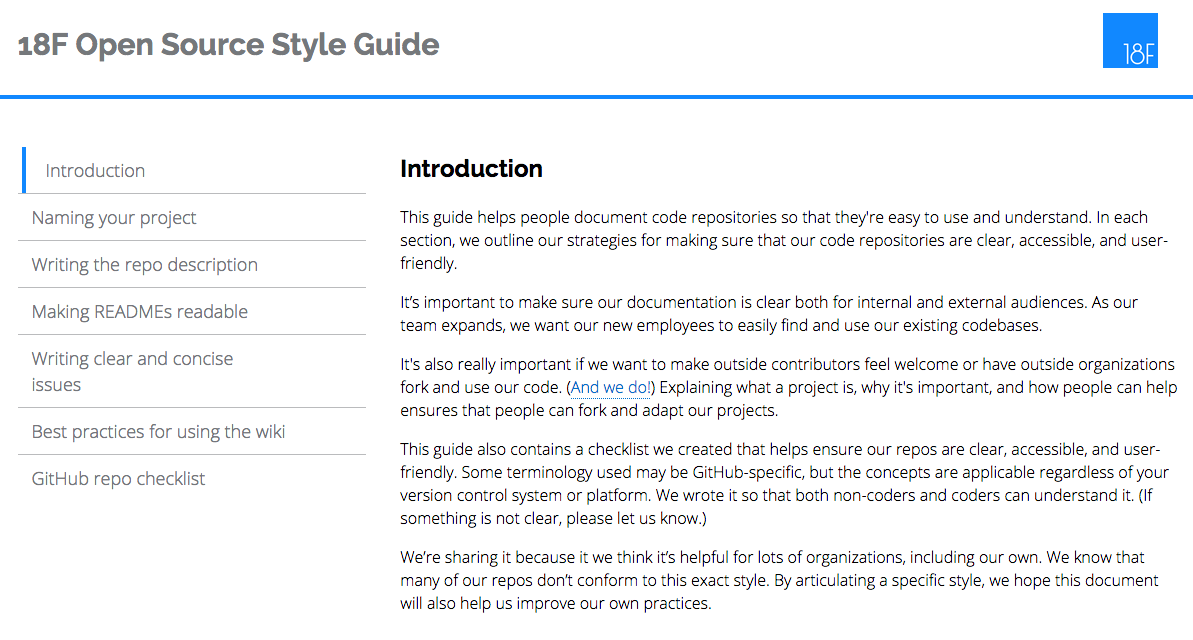 18F Open Source Style Guide
18F
Introduction
Naming your project
Writing the repo description
Making READMEs readable
Writing clear and concise
issues
Best practices for using the wiki
GitHub repo checklist
Introduction
This guide helps people document code repositories so that they're easy to use and understand. In each
section, we outline our strategies for making sure that our code repositories are clear, accessible, and user-
friendly.
It’s important to make sure our documentation is clear both for internal and external audiences. As our
team expands, we want our new employees to easily find and use our existing codebases.
It's also really important if we want to make outside contributors feel welcome or have outside organizations
fork and use our code. (And we do!) Explaining what a project is, why it's important, and how people can help
ensures that people can fork and adapt our projects.
This guide also contains a checklist we created that helps ensure our repos are clear, accessible, and user-
friendly. Some terminology used may be GitHub-specific, but the concepts are applicable regardless of your
version control system or platform. We wrote it so that both non-coders and coders can understand it. (If
something is not clear, please let us know.)
We’re sharing it because it we think it’s helpful for lots of organizations, including our own. We know that
many of our repos don’t conform to this exact style. By articulating a specific style, we hope this document
will also help us improve our own practices.